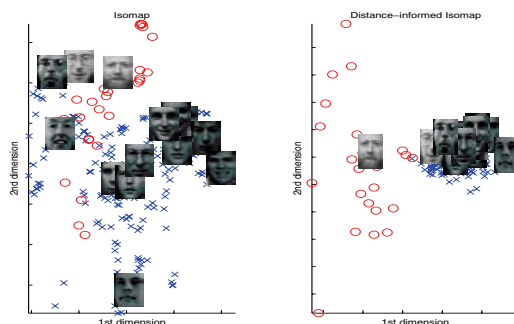 Isomap
2nd dimension
1st dimension
Distance-informed Isomap
2nd dimension
1st dimension